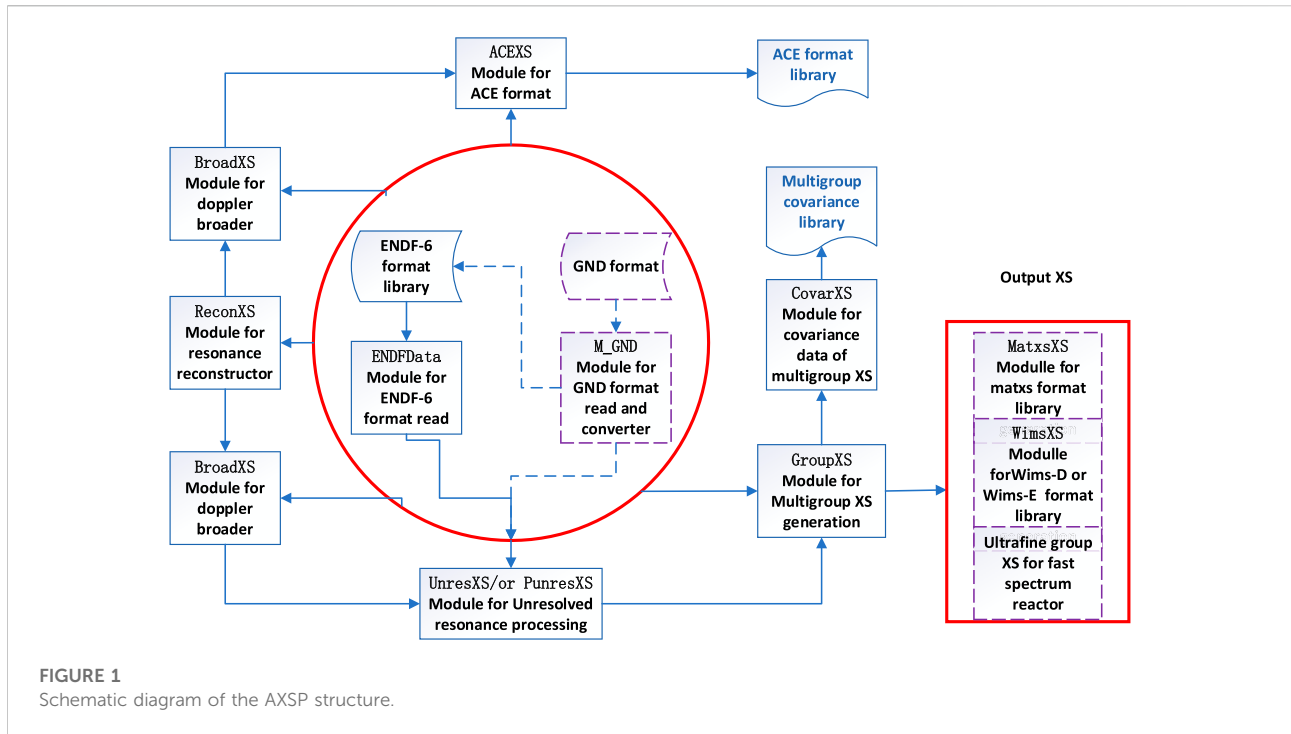 ACEXS
Module for
ACE format
ACE format
library
BroadXS
Module for
doppler
broader
Multigroup
covariance
library
ENDF-6
format
library
GND format
Output XS
ReconXS
Module for
resonance
reconstructor
CovarXS
Module for
covariance
data of
multigroup XS
ENDFData
Module for
ENDF-6
format read
M_GND
Module for
GND format
read and
converter
MatxsXS
Modulle for
matxs format
library
WimsXS
Modulle
forWims-D or
Wims-E format
library
Ultrafine group
XS for fast
spectrum
reactor
BroadXS
Module for
doppler
broader
GroupXS
Module for
Multigroup XS
generation
UnresXS/or PunresXS
Module for Unresolved
resonance processing
FIGURE 1
Schematic diagram of the AXSP structure.